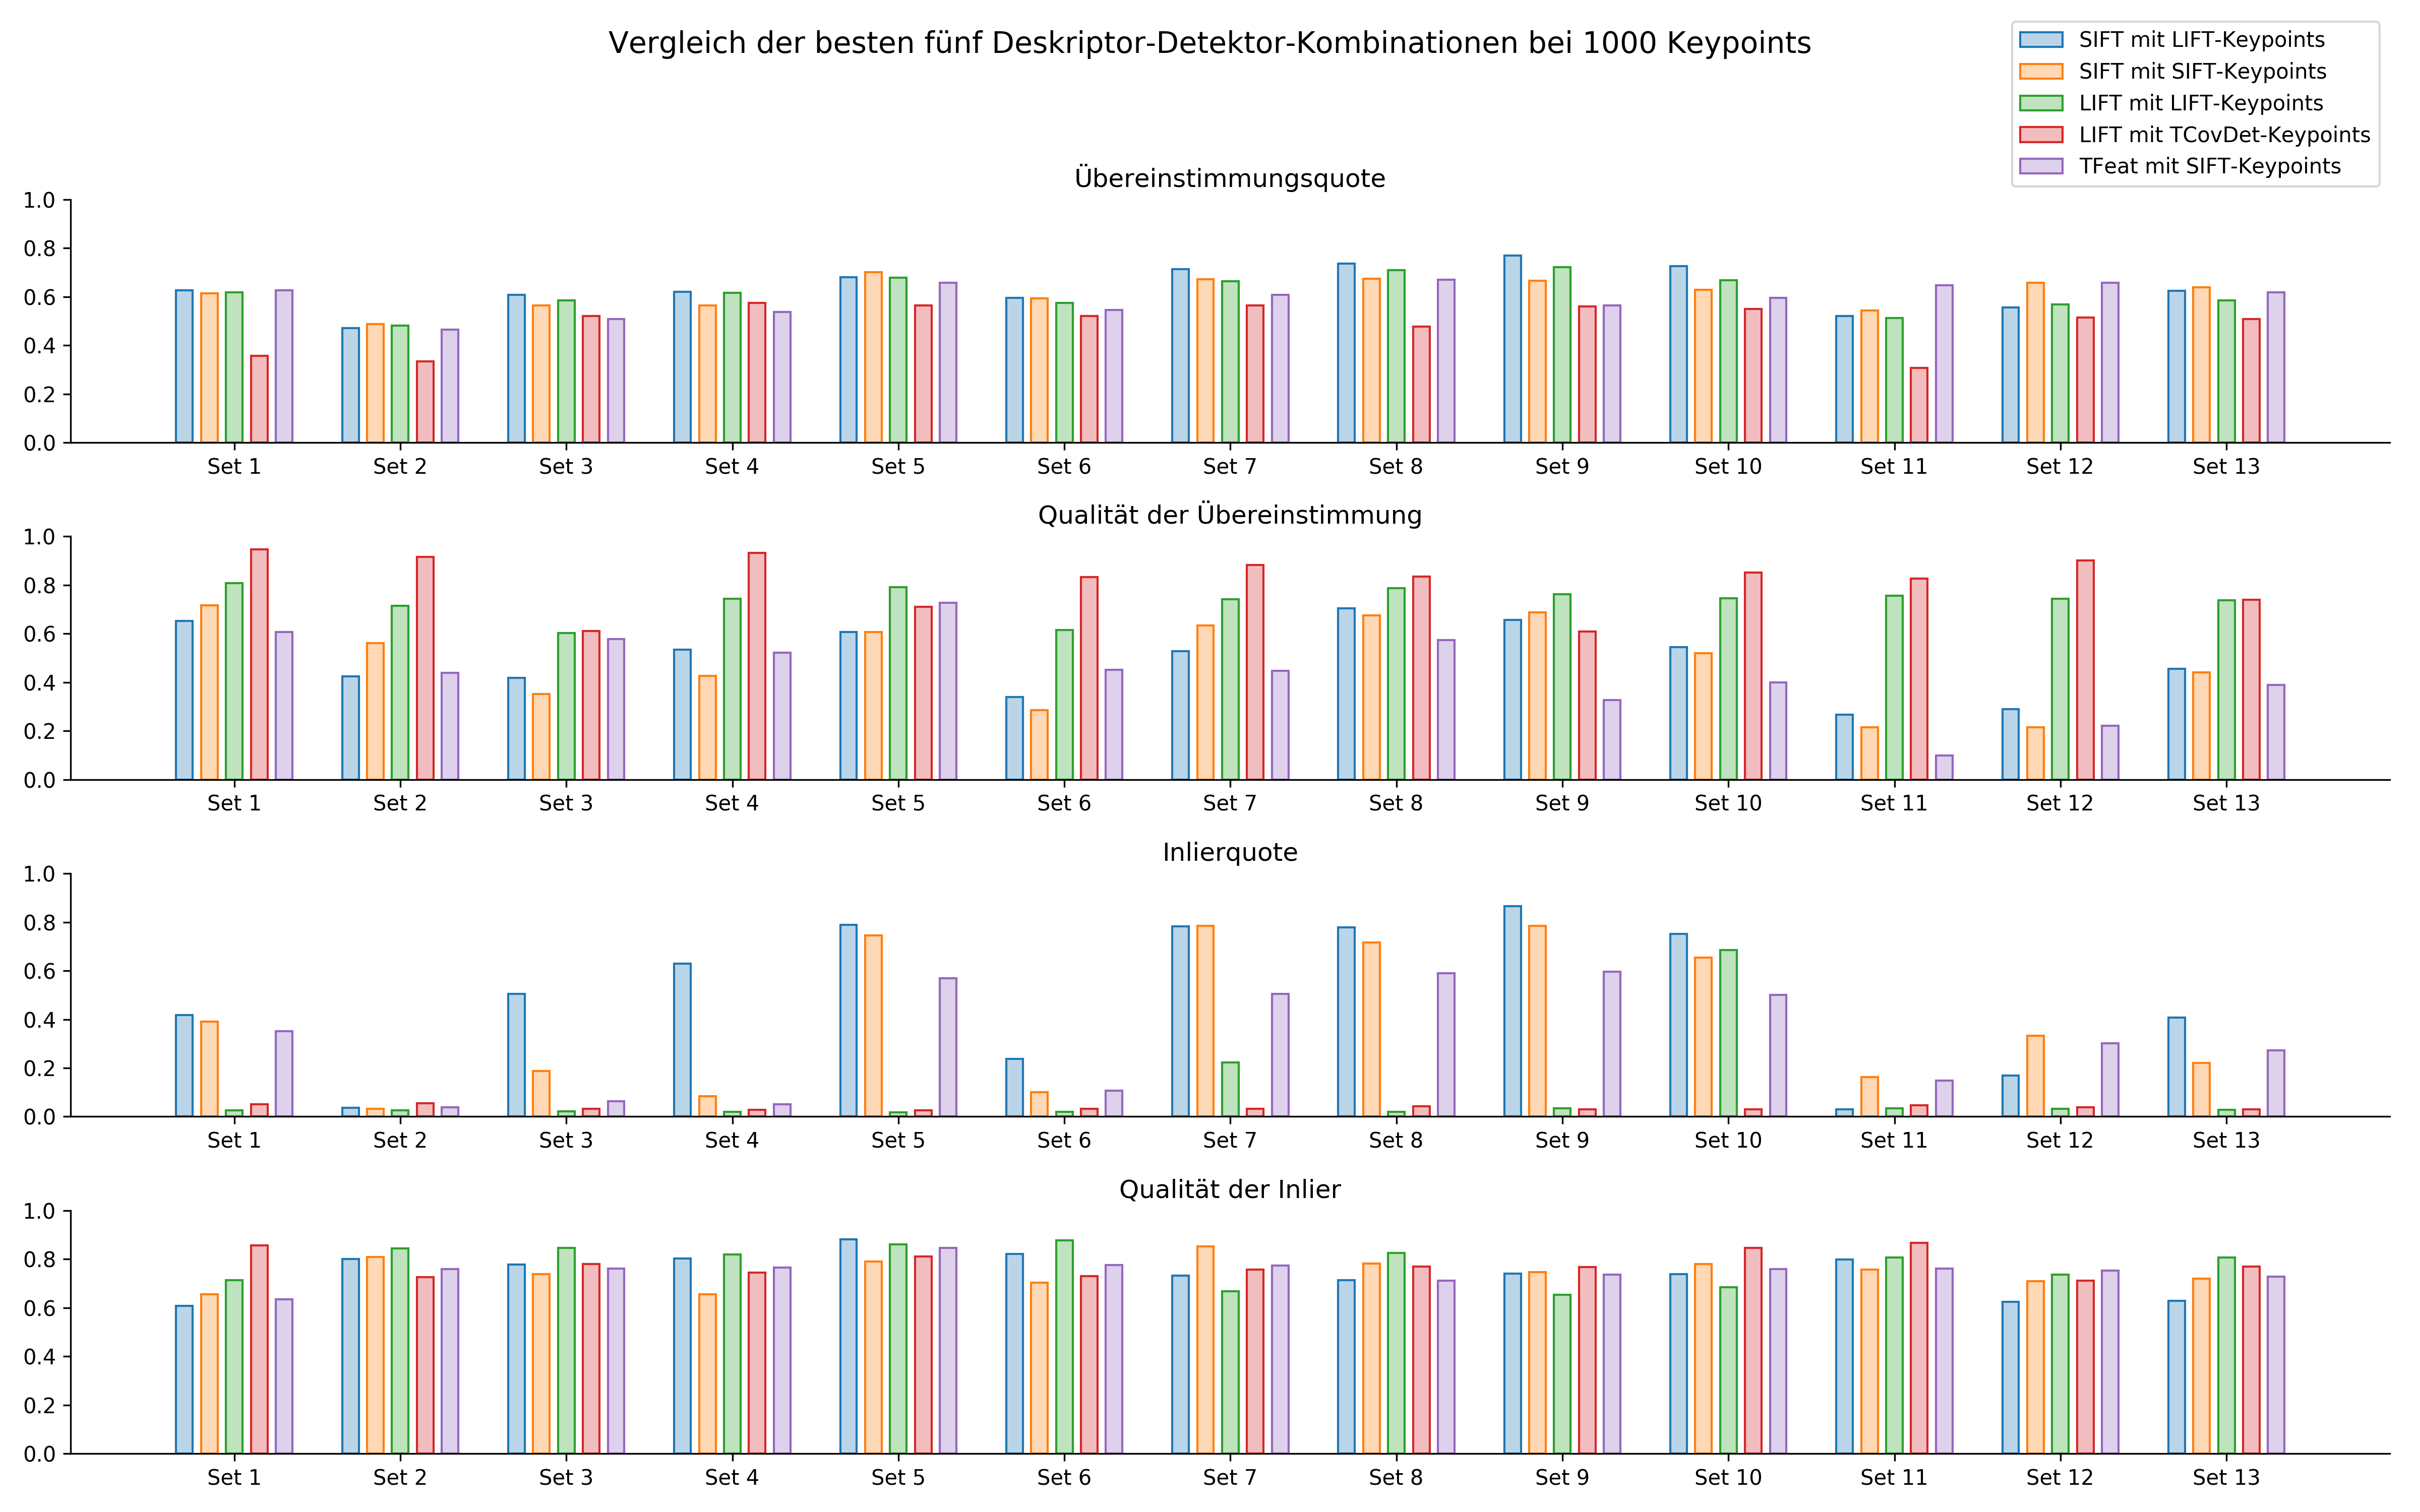 Vergleich der besten fünf Deskriptor-Detektor-Kombinationen bei 1000 Keypoints
SIFT mit LIFT-Keypoints
SIFT mit SIFT-Keypoints
LIFT mit LIFT-Keypoints
LIFT mit TCovDet-Keypoints
TFeat mit SIFT-Keypoints
Übereinstimmungsquote
1.0
0.8
0.6
0.4
0.2
0.0
Set 1 Set 2 Set 3 Set 4 Set 5 Set 6 Set 7 Set 8 Set 9 Set 10 Set 11 Set 12 Set 13
Qualität der Übereinstimmung
1.0
0.8
0.6
0.4
0.2
0.0
Set 1 Set 2 Set 3 Set 4 Set 5 Set 6 Set 7 Set 8 Set 9 Set 10 Set 11 Set 12 Set 13
Inlierquote
1.0
0.8
0.6
0.4
0.2
0.0
Set 1 Set 2 Set 3 Set 4 Set 5 Set 6 Set 7 Set 8 Set 9 Set 10 Set 11 Set 12 Set 13
Qualität der Inlier
1.0
0.8
0.6
0.4
0.2
0.0
Set 1 Set 2 Set 3 Set 4 Set 5 Set 6 Set 7 Set 8 Set 9 Set 10 Set 11 Set 12 Set 13